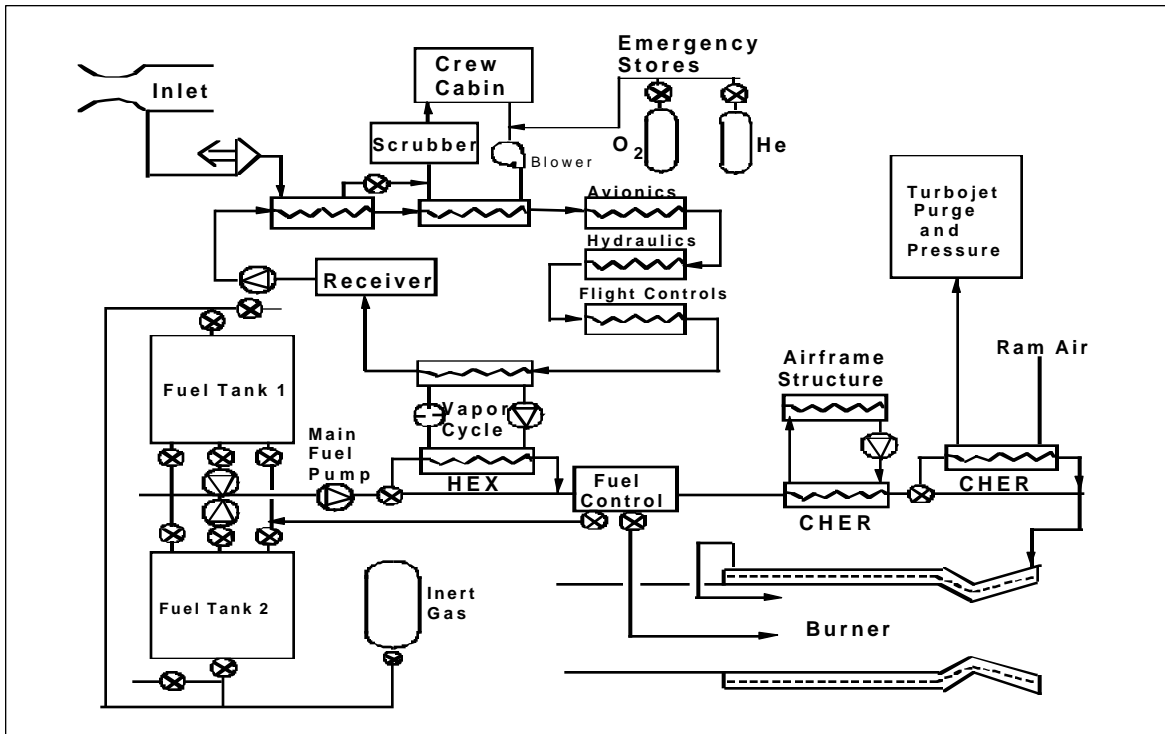 Emergency
Stores
Crew
Cabin
Inlet
Scrubber
Blower
O2
He
Avionics
Turbojet
Purge
and
Pressure
Hydraulics
Receiver
Flight Controls
Ram Air
Airframe
Structure
Fuel Tank 1
Vapor
Cycle
Main
Fuel
Pump
HEX
Fuel
Control
CHER
CHER
Inert
Gas
Fuel Tank 2
Burner